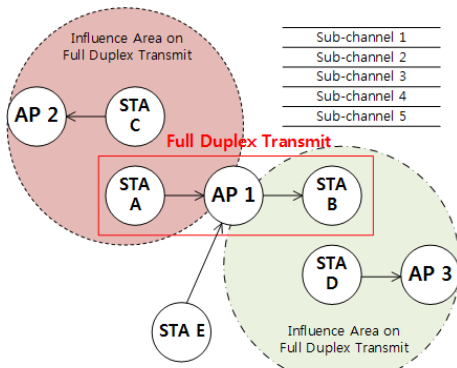 Influence Area on
Full Duplex Transmit
Sub-channel 1
Sub-channel 2
Sub-channel 3
Sub-channel 4
Sub-channel 5
AP 2
STA
C
Full Duplex Transmit
STA
A
AP 1
STA
B
STA
D
AP 3
STA E
Influence Area on
Full Duplex Transmit